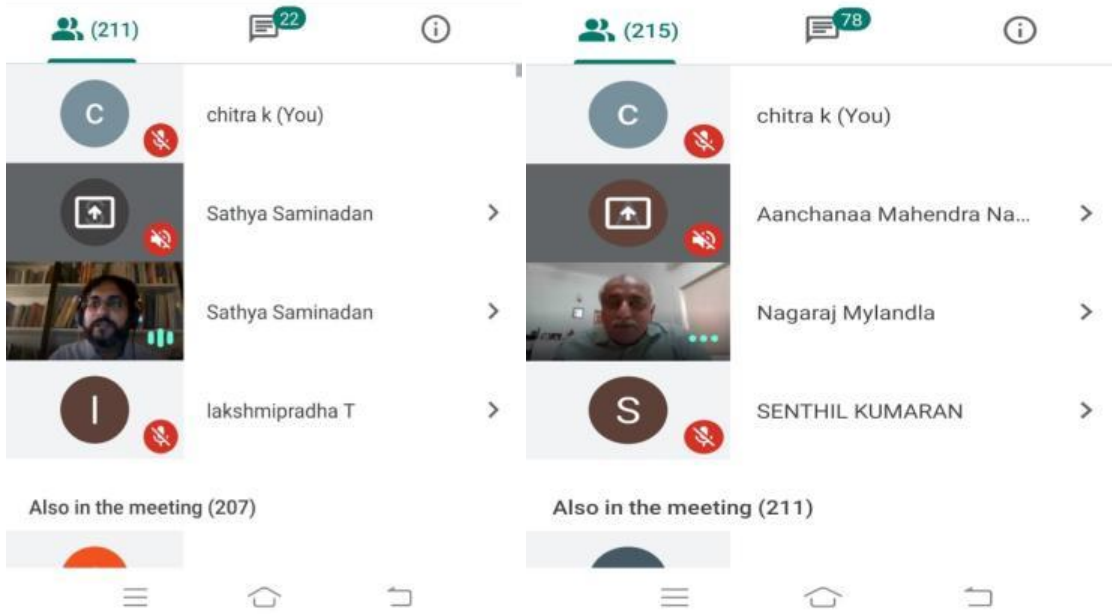 (211)
22
C
chitra k (You)
Sathya Saminadan
Sathya Saminadan
l
lakshmipradha T
Also in the meeting (207)
(215)
78
C
chitra k (You)
Aanchanaa Mahendra Na...
Nagaraj Mylandla
S
SENTHIL KUMARAN
Also in the meeting (211)